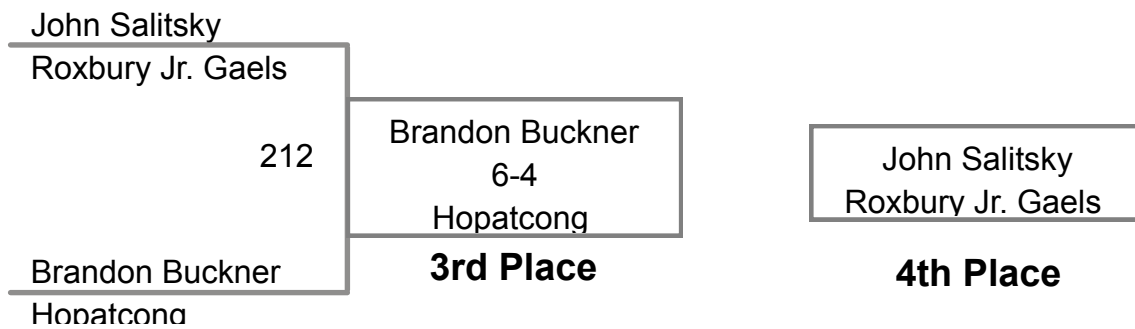 John Salitsky
Roxbury Jr. Gaels
212
Brandon Buckner
Hopatcong
Brandon Buckner
6-4
Hopatcong
3rd Place
John Salitsky
Roxbury Jr. Gaels
4th Place